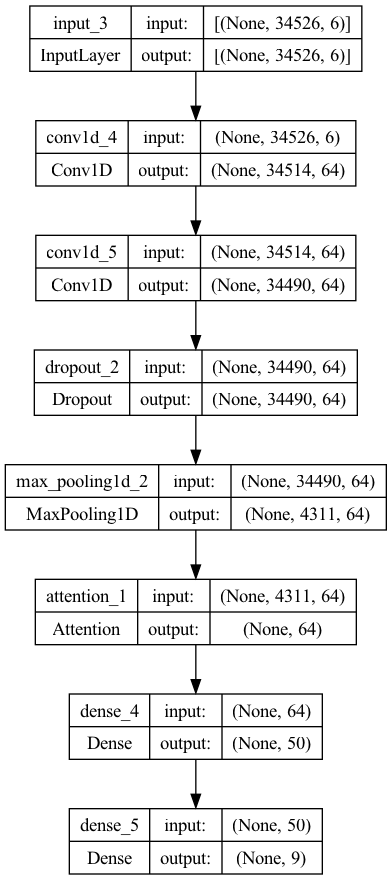 input_3 input: [(None, 34526, 6)]
InputLayer output: [(None, 34526, 6)]
conv1d_4 input: (None, 34526, 6)
Conv1D output: (None, 34514, 64)
conv1d_5 input: (None, 34514, 64)
Conv1D output: (None, 34490, 64)
dropout_2 input: (None, 34490, 64)
Dropout output: (None, 34490, 64)
max_pooling1d_2 input: (None, 34490, 64)
MaxPooling1D output: (None, 4311, 64)
attention_1 input: (None, 4311, 64)
Attention output: (None, 64)
dense_4 input: (None, 64)
Dense output: (None, 50)
dense_5 input: (None, 50)
Dense output: (None, 9)